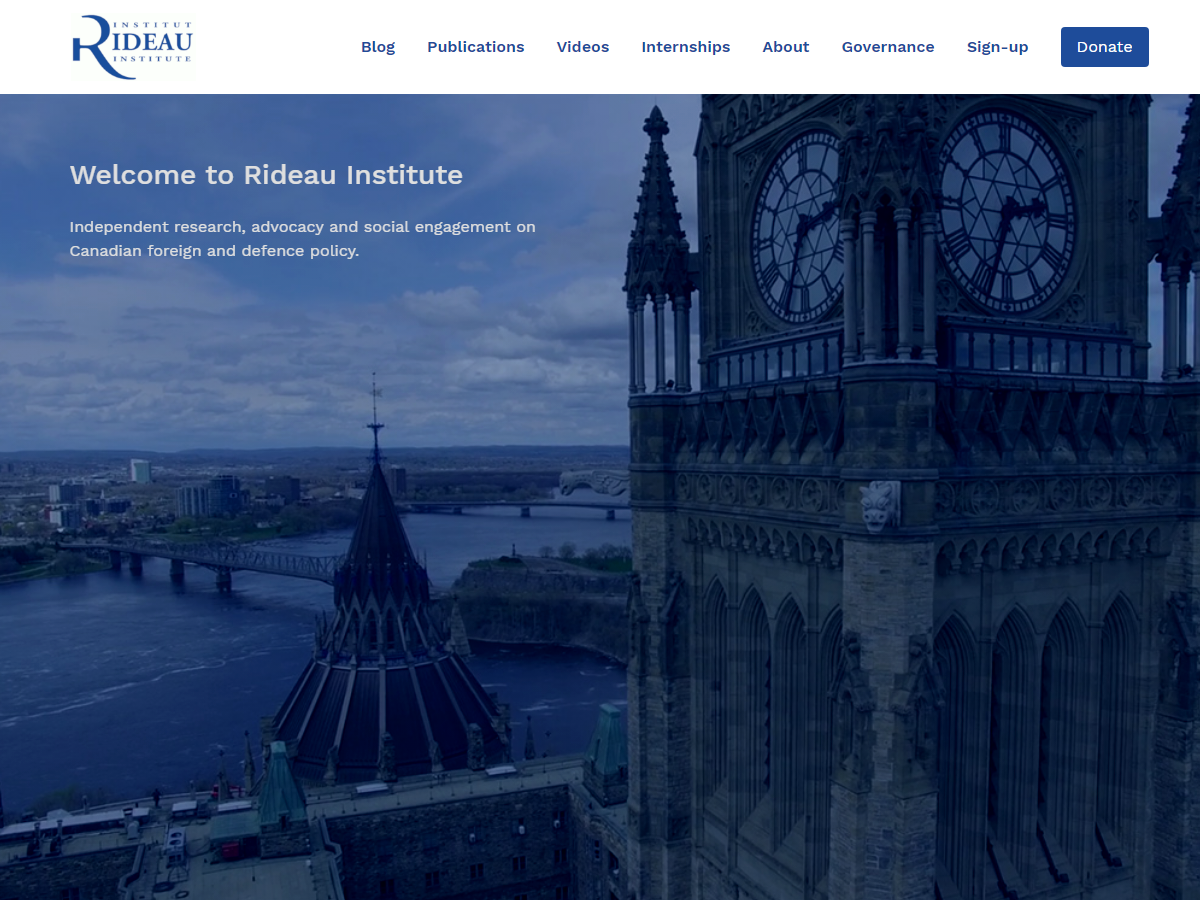 INSTITUT
RIDEAU
INSTITUTE
Blog
Publications
Videos
Internships
About
Governance
Sign-up
Donate
Welcome to Rideau Institute
Independent research, advocacy and social engagement on
Canadian foreign and defence policy.